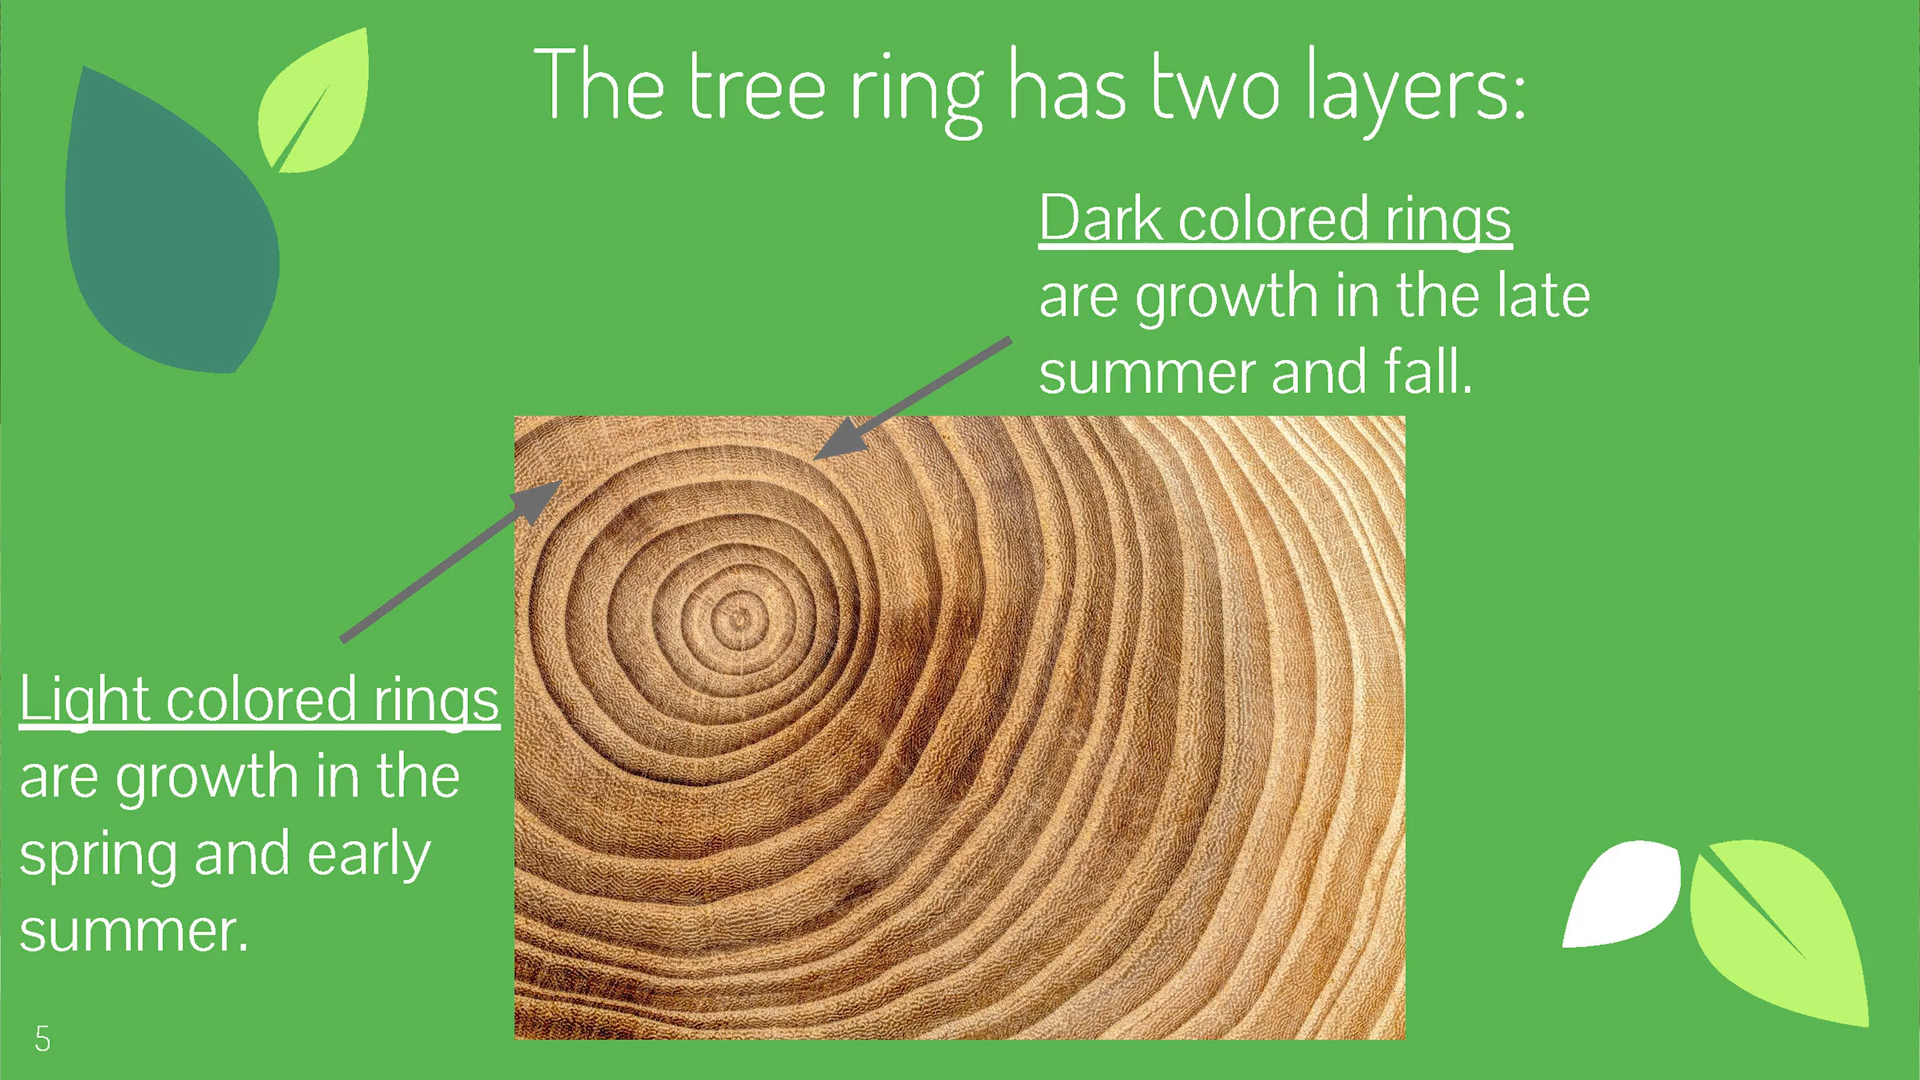 The tree ring has two layers:
Dark colored rings
are growth in the late
summer and fall.
Light colored rings
are growth in the
spring and early
summer.
5